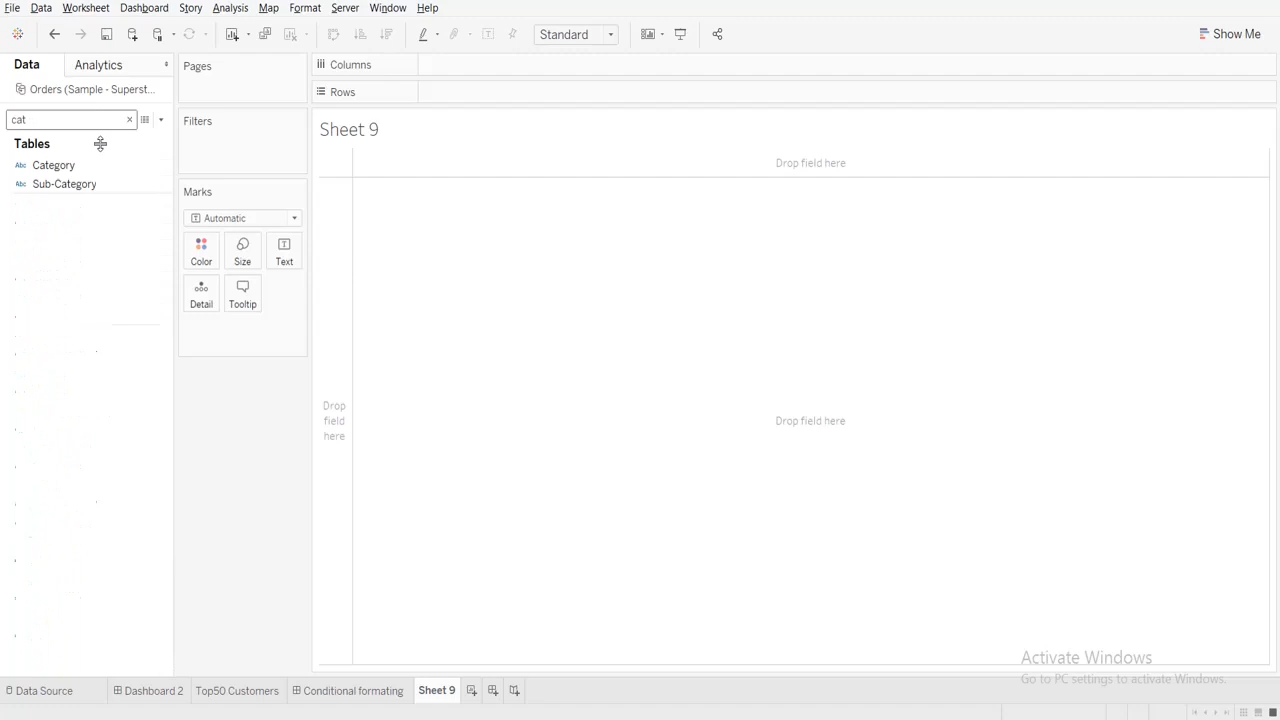 File Data Worksheet Dashboard Story Analysis Map Format Server Window Help
Standard
Show Me
Data Analytics
Orders (Sample - Superst...
cat
Tables
Abc Category
Abc Sub-Category
Pages
Filters
Marks
Automatic
Color Size Text
Detail Tooltip
Columns
Rows
Sheet 9
Drop field here
Drop
field
here
Drop field here
Activate Windows
Go to PC settings to activate Windows.
Data Source Dashboard 2 Top50 Customers Conditional formating Sheet 9